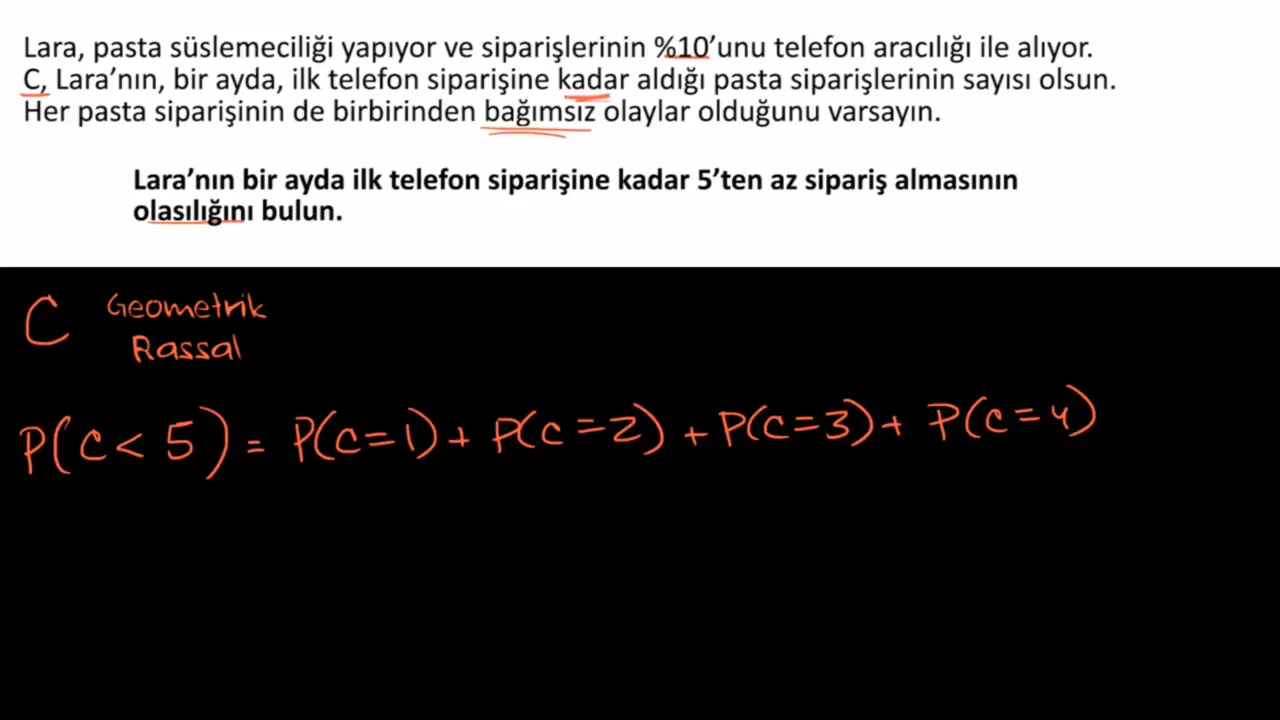 Lara, pasta süslemeciliği yapıyor ve siparişlerinin %10’unu telefon aracılığı ile alıyor.
C, Lara’nın, bir ayda, ilk telefon siparişine kadar aldığı pasta siparişlerinin sayısı olsun.
Her pasta siparişinin de birbirinden bağımsız olaylar olduğunu varsayın.
Lara’nın bir ayda ilk telefon siparişine kadar 5’ten az sipariş almasının
olasılığını bulun.
C Geometrik
Rassal
P(C < 5) = P(C=1) + P(C=2) + P(C=3) + P(C=4)